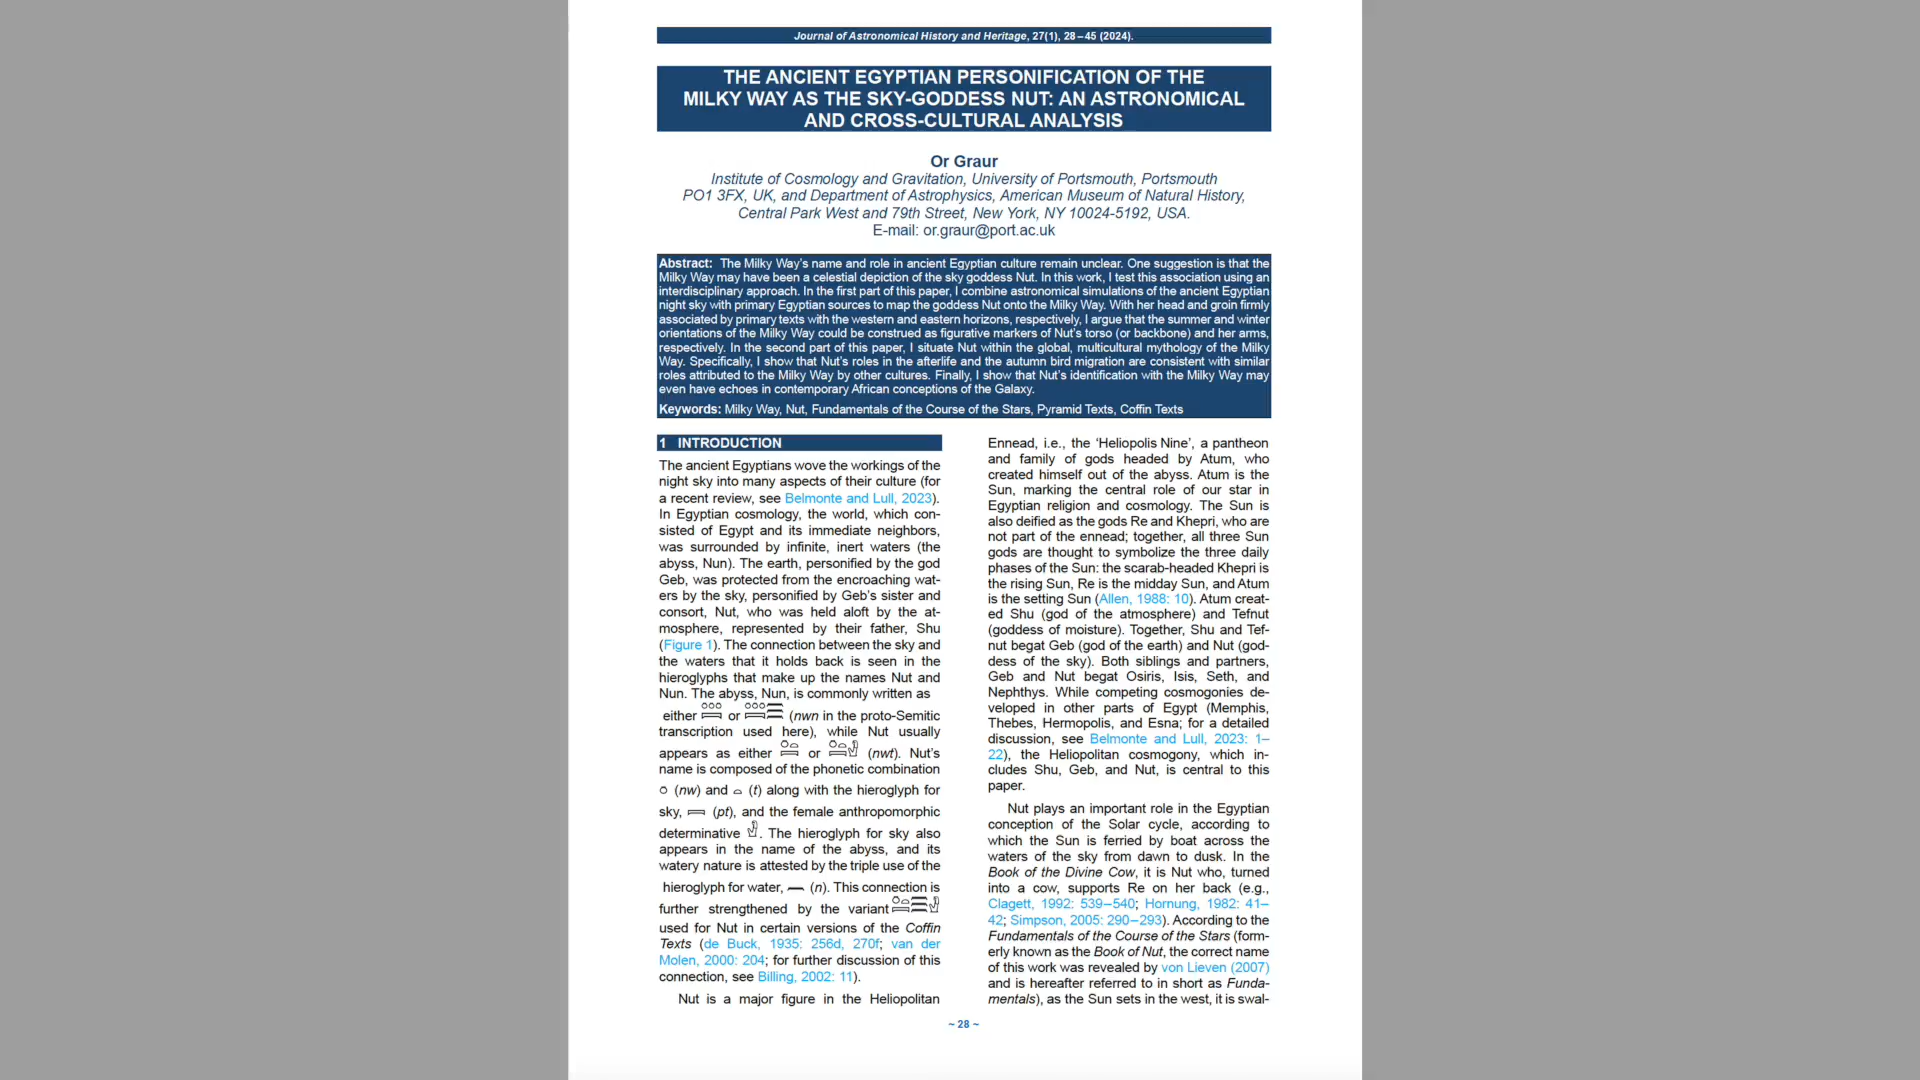 Journal of Astronomical History and Heritage, 27(1), 28–45 (2024).
THE ANCIENT EGYPTIAN PERSONIFICATION OF THE
MILKY WAY AS THE SKY-GODDESS NUT: AN ASTRONOMICAL
AND CROSS-CULTURAL ANALYSIS
Or Graur
Institute of Cosmology and Gravitation, University of Portsmouth, Portsmouth
PO1 3FX, UK, and Department of Astrophysics, American Museum of Natural History,
Central Park West and 79th Street, New York, NY 10024-5192, USA.
E-mail: or.graur@port.ac.uk
Abstract: The Milky Way’s name and role in ancient Egyptian culture remain unclear. One suggestion is that the
Milky Way may have been a celestial depiction of the sky goddess Nut. In this work, I test this association using an
interdisciplinary approach. In the first part of this paper, I combine astronomical simulations of the ancient Egyptian
night sky with primary Egyptian sources to map the goddess Nut onto the Milky Way. With her head and groin firmly
associated by primary texts with the western and eastern horizons, respectively, I argue that the summer and winter
orientations of the Milky Way could be construed as figurative markers of Nut’s torso (or backbone) and her arms,
respectively. In the second part of this paper, I situate Nut within the global, multicultural mythology of the Milky
Way. Specifically, I show that Nut’s roles in the afterlife and the autumn bird migration are consistent with similar
roles attributed to the Milky Way by other cultures. Finally, I show that Nut’s identification with the Milky Way may
even have echoes in contemporary African conceptions of the Galaxy.
Keywords: Milky Way, Nut, Fundamentals of the Course of the Stars, Pyramid Texts, Coffin Texts
1 INTRODUCTION
The ancient Egyptians wove the workings of the
night sky into many aspects of their culture (for
a recent review, see Belmonte and Lull, 2023).
In Egyptian cosmology, the world, which con-
sisted of Egypt and its immediate neighbors,
was surrounded by infinite, inert waters (the
abyss, Nun). The earth, personified by the god
Geb, was protected from the encroaching wat-
ers by the sky, personified by Geb’s sister and
consort, Nut, who was held aloft by the at-
mosphere, represented by their father, Shu
(Figure 1). The connection between the sky and
the waters that it holds back is seen in the
hieroglyphs that make up the names Nut and
Nun. The abyss, Nun, is commonly written as
either or (nwn in the proto-Semitic
transcription used here), while Nut usually
appears as either or (nwt). Nut’s
name is composed of the phonetic combination
(nw) and (t) along with the hieroglyph for
sky, (pt), and the female anthropomorphic
determinative . The hieroglyph for sky also
appears in the name of the abyss, and its
watery nature is attested by the triple use of the
hieroglyph for water, (n). This connection is
further strengthened by the variant
used for Nut in certain versions of the Coffin
Texts (de Buck, 1935: 256d, 270f; van der
Molen, 2000: 204; for further discussion of this
connection, see Billing, 2002: 11).
Nut is a major figure in the Heliopolitan
Ennead, i.e., the ‘Heliopolis Nine’, a pantheon
and family of gods headed by Atum, who
created himself out of the abyss. Atum is the
Sun, marking the central role of our star in
Egyptian religion and cosmology. The Sun is
also deified as the gods Re and Khepri, who are
not part of the ennead; together, all three Sun
gods are thought to symbolize the three daily
phases of the Sun: the scarab-headed Khepri is
the rising Sun, Re is the midday Sun, and Atum
is the setting Sun (Allen, 1988: 10). Atum creat-
ed Shu (god of the atmosphere) and Tefnut
(goddess of moisture). Together, Shu and Tef-
nut begat Geb (god of the earth) and Nut (god-
dess of the sky). Both siblings and partners,
Geb and Nut begat Osiris, Isis, Seth, and
Nephthys. While competing cosmogonies de-
veloped in other parts of Egypt (Memphis,
Thebes, Hermopolis, and Esna; for a detailed
discussion, see Belmonte and Lull, 2023: 1–
22), the Heliopolitan cosmogony, which in-
cludes Shu, Geb, and Nut, is central to this
paper.
Nut plays an important role in the Egyptian
conception of the Solar cycle, according to
which the Sun is ferried by boat across the
waters of the sky from dawn to dusk. In the
Book of the Divine Cow, it is Nut who, turned
into a cow, supports Re on her back (e.g.,
Clagett, 1992: 539–540; Hornung, 1982: 41–
42; Simpson, 2005: 290–293). According to the
Fundamentals of the Course of the Stars (form-
erly known as the Book of Nut, the correct name
of this work was revealed by von Lieven (2007)
and is hereafter referred to in short as Funda-
mentals), as the Sun sets in the west, it is swal-
~ 28 ~